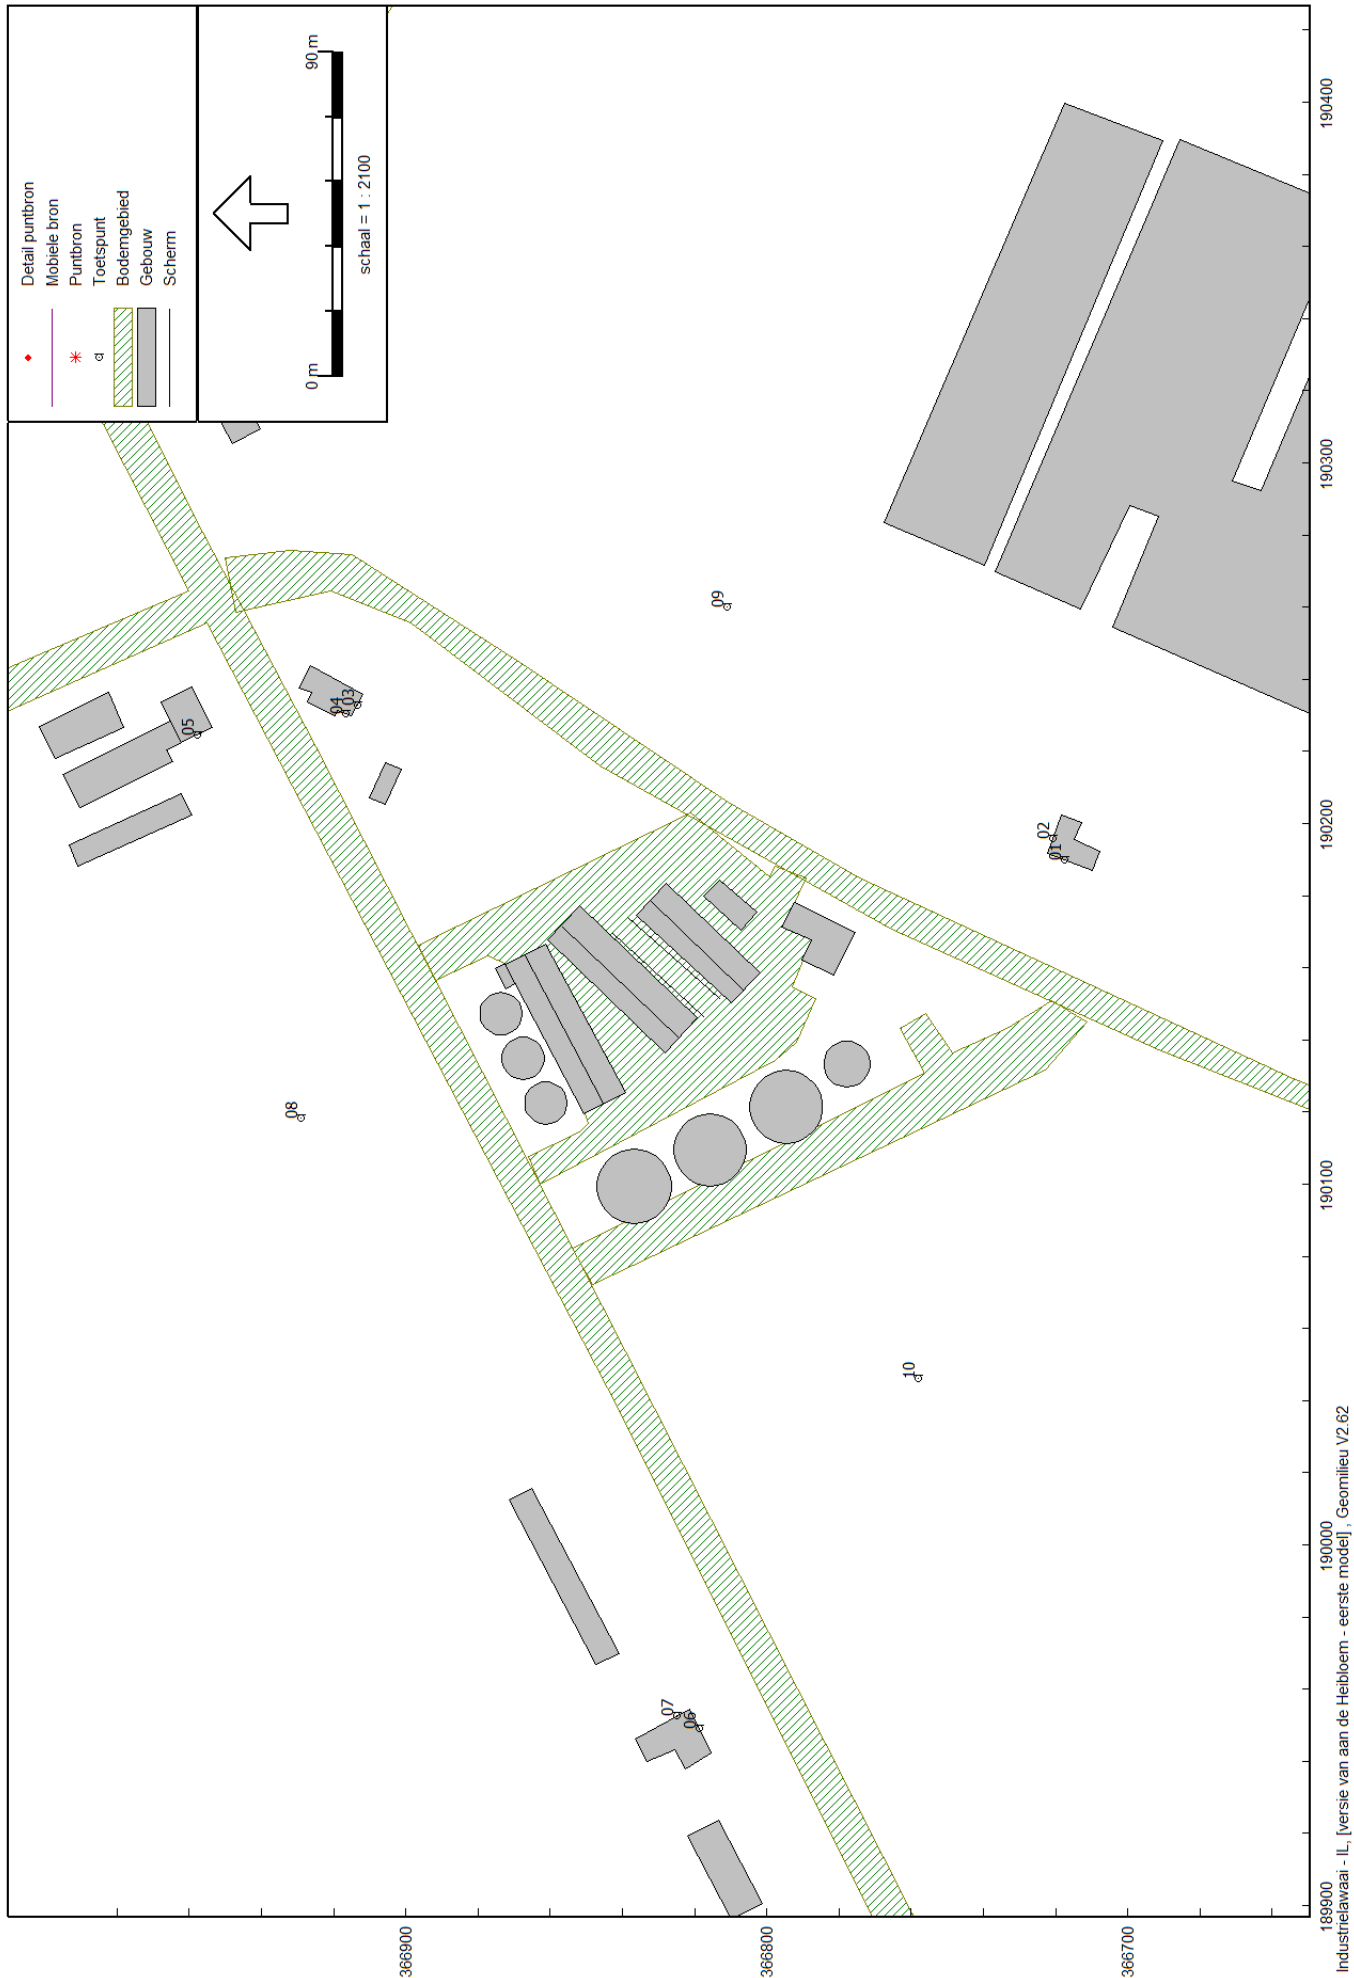 Detail puntbron
Mobiele bron
Puntbron
Toetspunt
Bodemgebied
Gebouw
Scherm
0 m
90 m
schaal = 1 : 2100
05
04
03
09
02
01
08
10
07
06
366900
366800
366700
189900
190000
190100
190200
190300
190400
Industrielawaai - IL, [versie van aan de Heibloem - eerste model] , Geomilieu V2.62